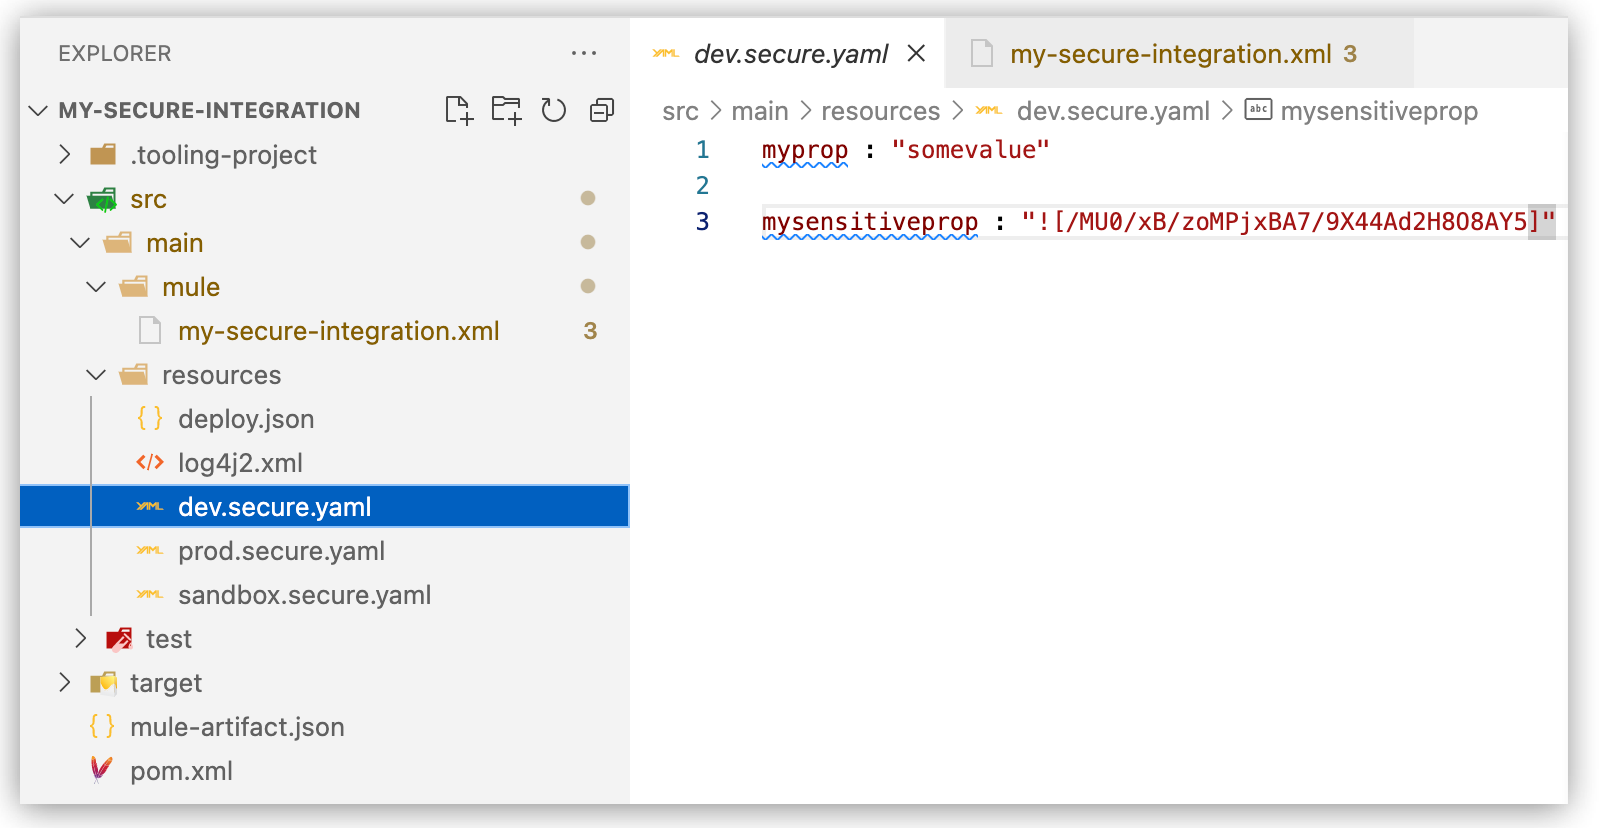 EXPLORER
MY-SECURE-INTEGRATION
.tooling-project
src
main
mule
my-secure-integration.xml 3
resources
deploy.json
log4j2.xml
dev.secure.yaml
prod.secure.yaml
sandbox.secure.yaml
test
target
mule-artifact.json
pom.xml
dev.secure.yaml
my-secure-integration.xml 3
src > main > resources > dev.secure.yaml > mysensitiveprop
1 myprop : "somevalue"
2
3 mysensitiveprop : "![/MU0/xB/zoMPjxBA7/9X44Ad2H8O8AY5]"